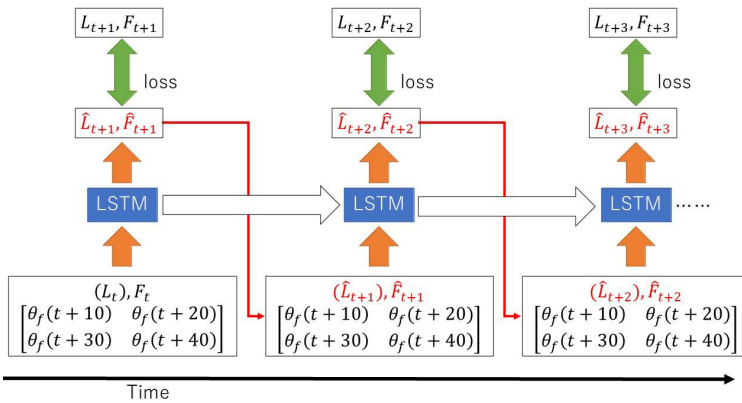 L_{t+1}, F_{t+1} L_{t+2}, F_{t+2} L_{t+3}, F_{t+3}
loss loss loss
L̂_{t+1}, F̂_{t+1} L̂_{t+2}, F̂_{t+2} L̂_{t+3}, F̂_{t+3}
LSTM LSTM LSTM ……
(L_t), F_t (L̂_{t+1}), F̂_{t+1} (L̂_{t+2}), F̂_{t+2}
[θ_f(t + 10) θ_f(t + 20)] [θ_f(t + 10) θ_f(t + 20)] [θ_f(t + 10) θ_f(t + 20)]
[θ_f(t + 30) θ_f(t + 40)] [θ_f(t + 30) θ_f(t + 40)] [θ_f(t + 30) θ_f(t + 40)]
Time